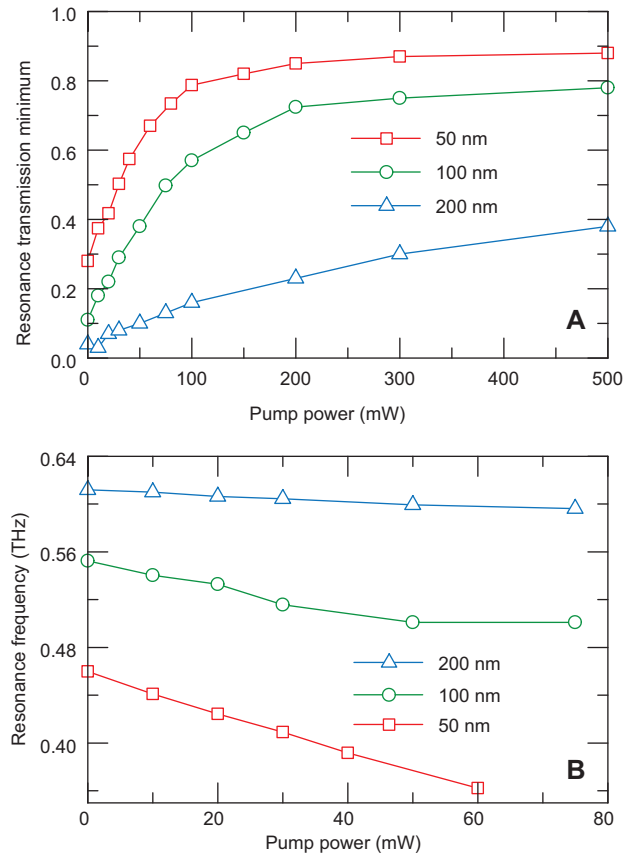 1.0
0.8
0.6
0.4
0.2
0.0
Resonance transmission minimum
50 nm
100 nm
200 nm
A
0 100 200 300 400 500
Pump power (mW)
0.64
0.56
0.48
0.40
Resonance frequency (THz)
200 nm
100 nm
50 nm
B
0 20 40 60 80
Pump power (mW)